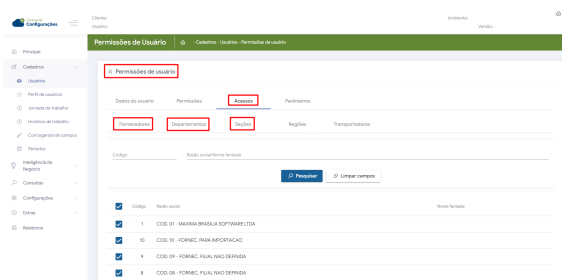 Configurações
Cliente:
Usuário:
Ambiente:
Versão:
Permissões de Usuário
- Cadastros - Usuários - Permissões de usuário
Principal
Cadastros
Usuários
Perfil de usuários
Jornada de trabalho
Horários de trabalho
Cont.agenda de campos
Períodos
Inteligência de Negócio
Consultas
Configurações
Extras
Relatórios
Permissões de usuário
Dados do usuário Permissões Acessos Parâmetros
Fornecedores Departamentos Seções Regiões Transportadoras
Código Razão social/Nome fantasia
Pesquisar Limpar campos
Código Razão social Nome fantasia
1 COD. 01 - MAXIMA BRASILIA SOFTWARE LTDA
10 COD. 10 - FORNEC. PARA IMPORTACAO
9 COD. 09 - FORNEC. FILIAL NAO DEFINIDA
8 COD. 08 - FORNEC. FILIAL NAO DEFINIDA